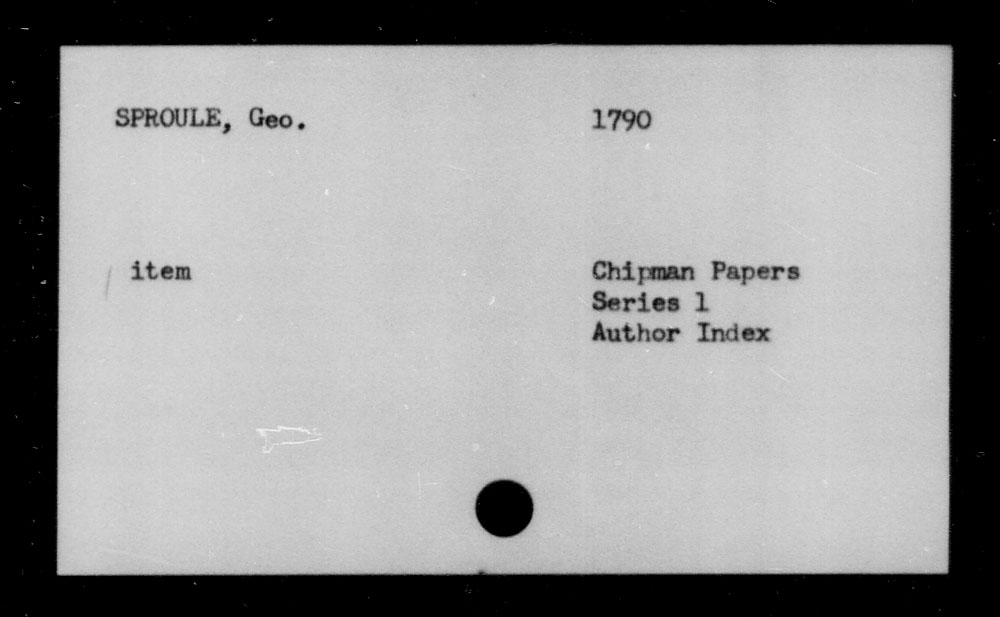 SPROULE, Geo. 1790
item Chipman Papers
Series 1
Author Index